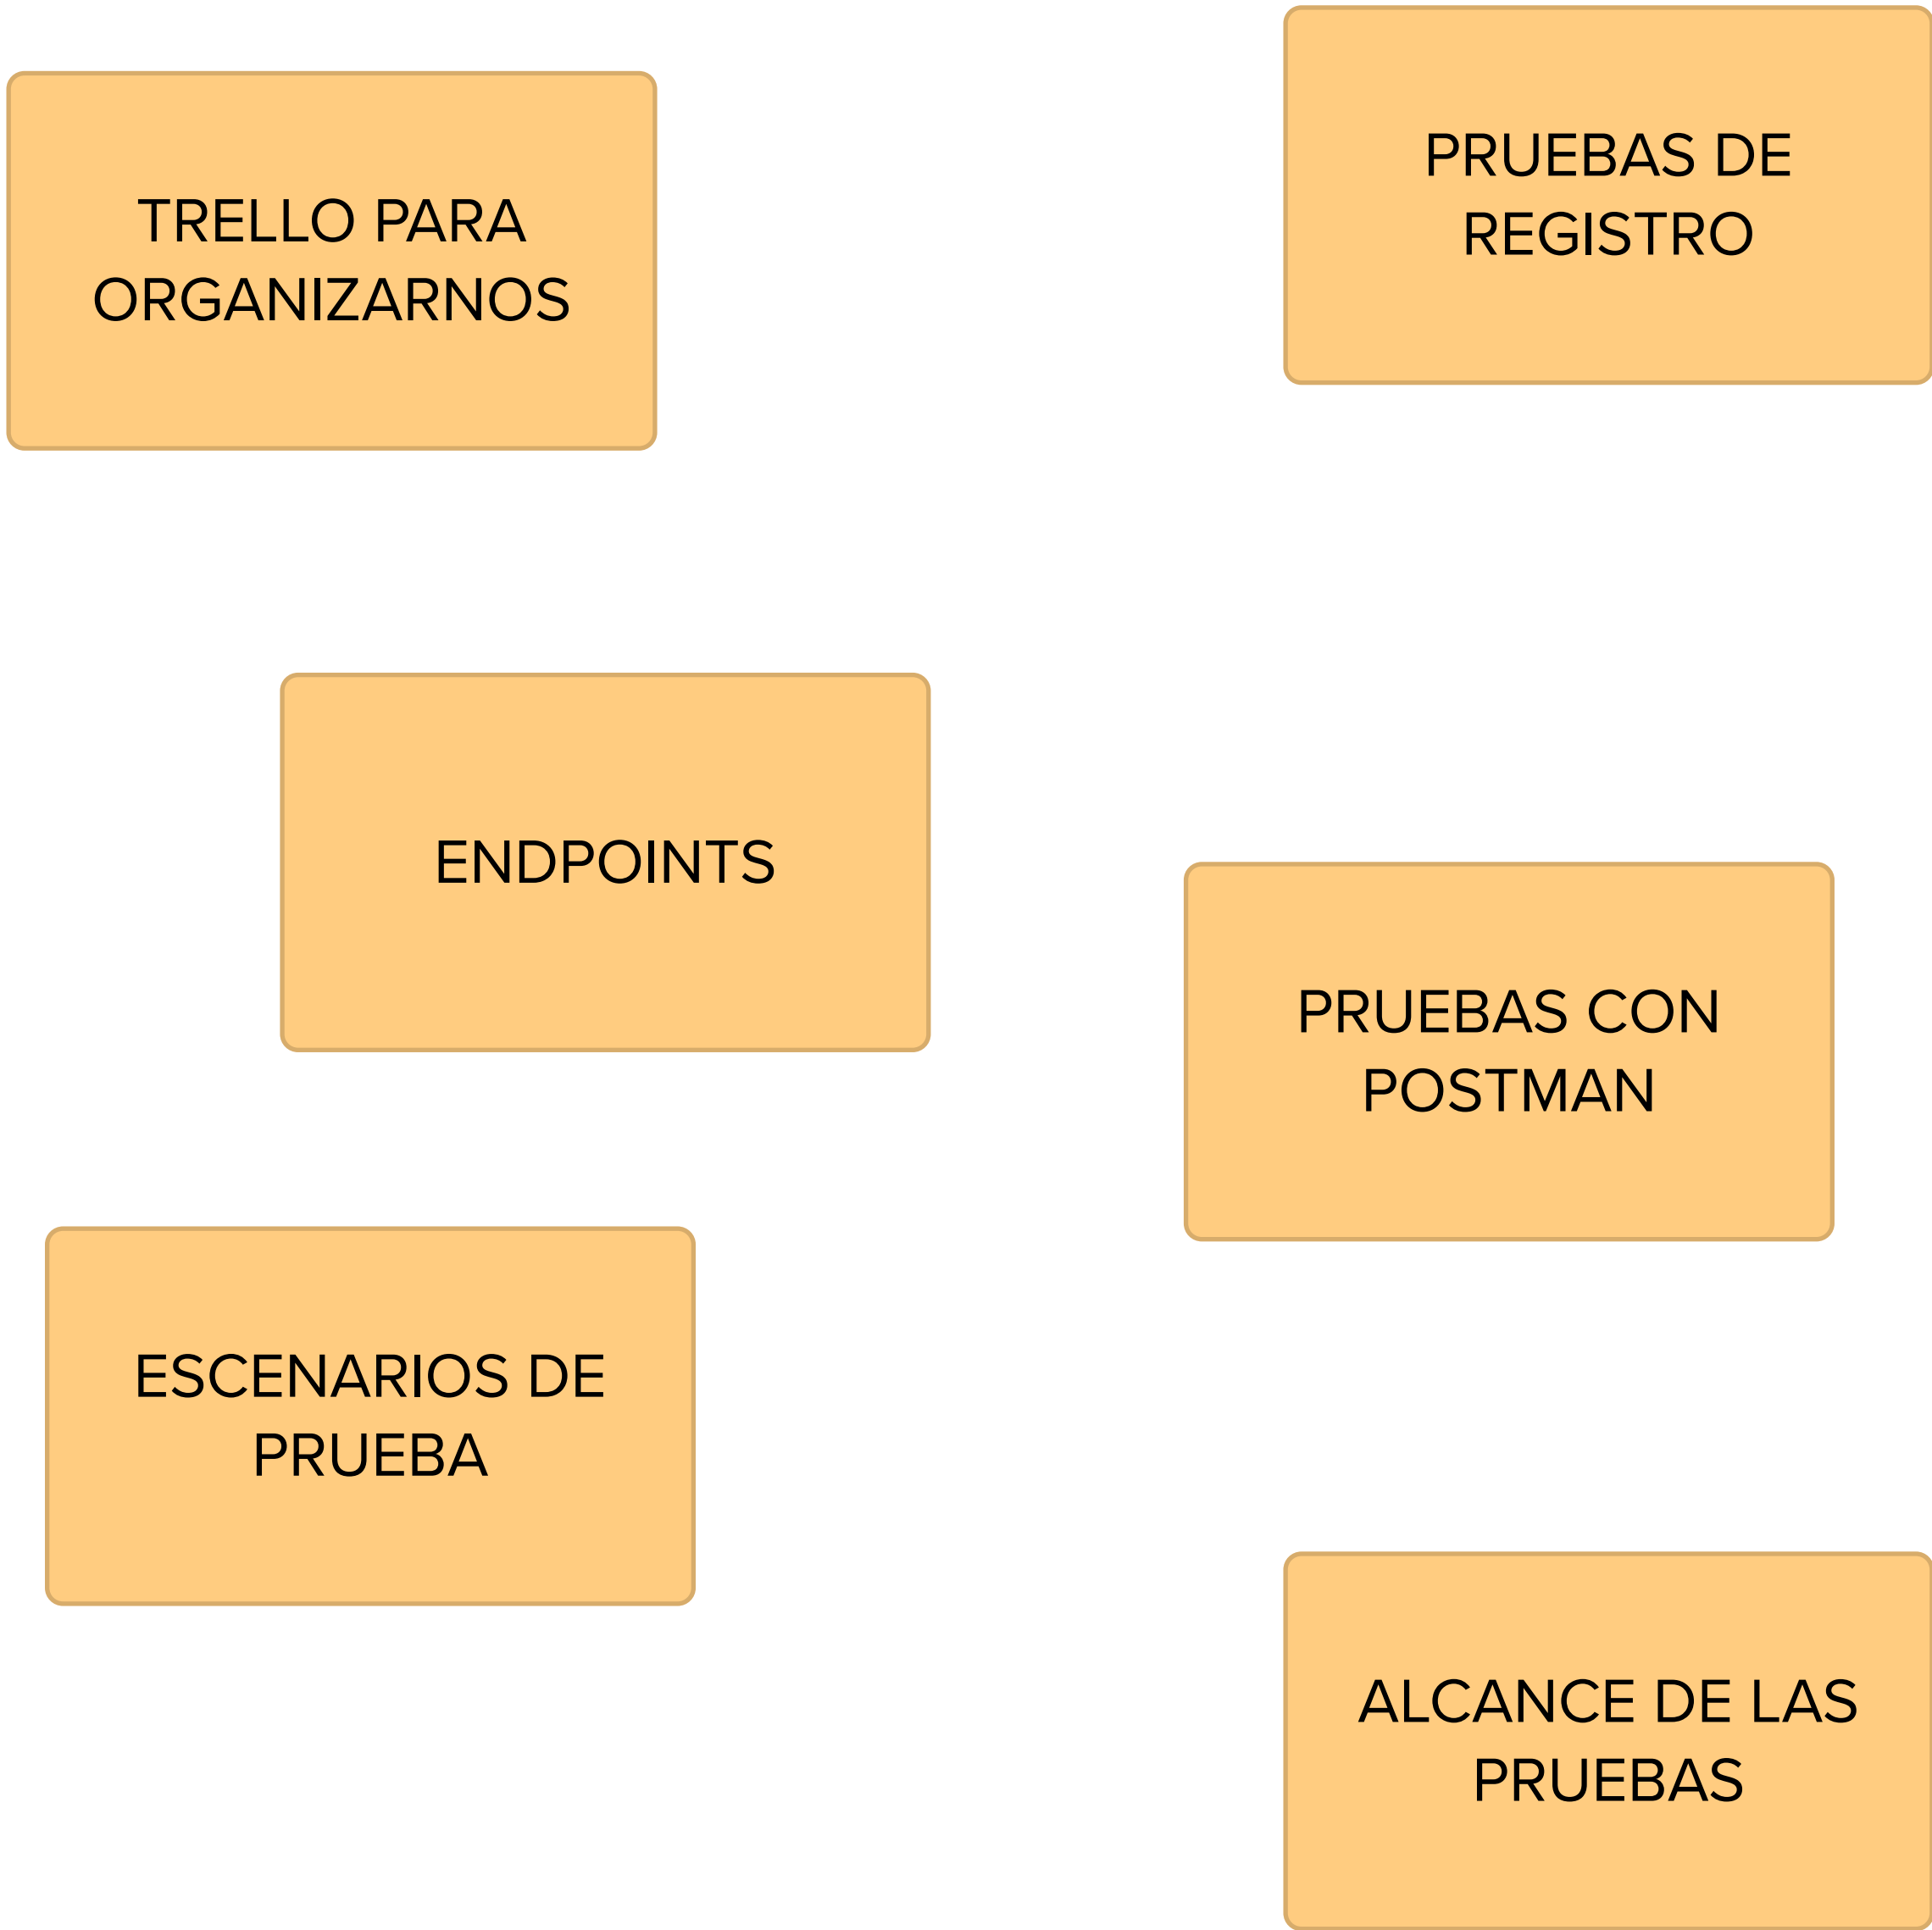 TRELLO PARA
ORGANIZARNOS
PRUEBAS DE
REGISTRO
ENDPOINTS
PRUEBAS CON
POSTMAN
ESCENARIOS DE
PRUEBA
ALCANCE DE LAS
PRUEBAS